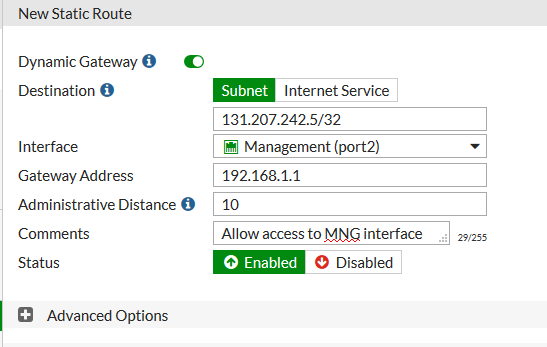 New Static Route
Dynamic Gateway
Destination Subnet Internet Service
131.207.242.5/32
Interface Management (port2)
Gateway Address 192.168.1.1
Administrative Distance 10
Comments Allow access to MNG interface 29/255
Status Enabled Disabled
Advanced Options